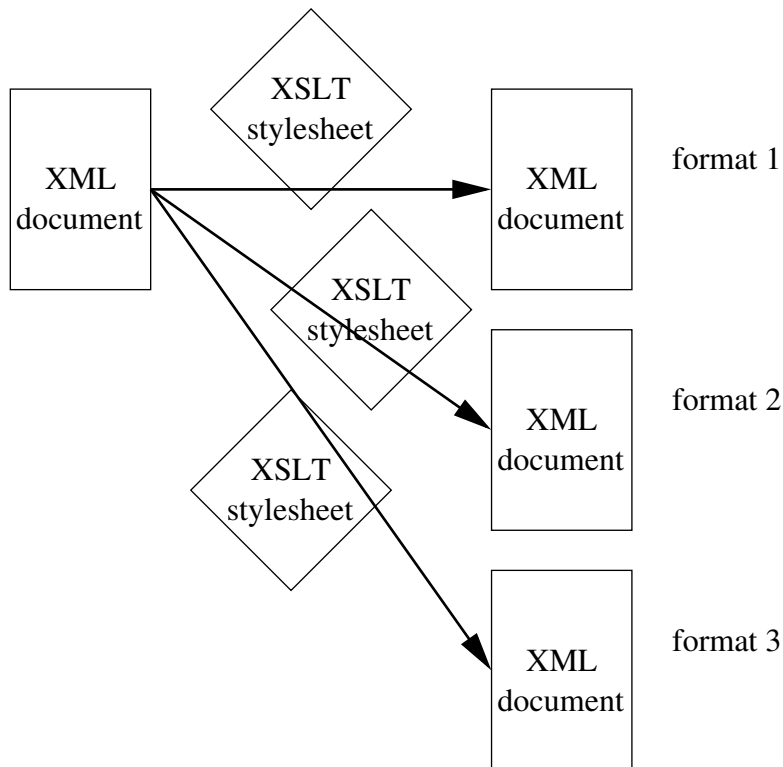 XSLT
stylesheet
XML
document
XML
document
format 1
XSLT
stylesheet
XML
document
format 2
XSLT
stylesheet
XML
document
format 3